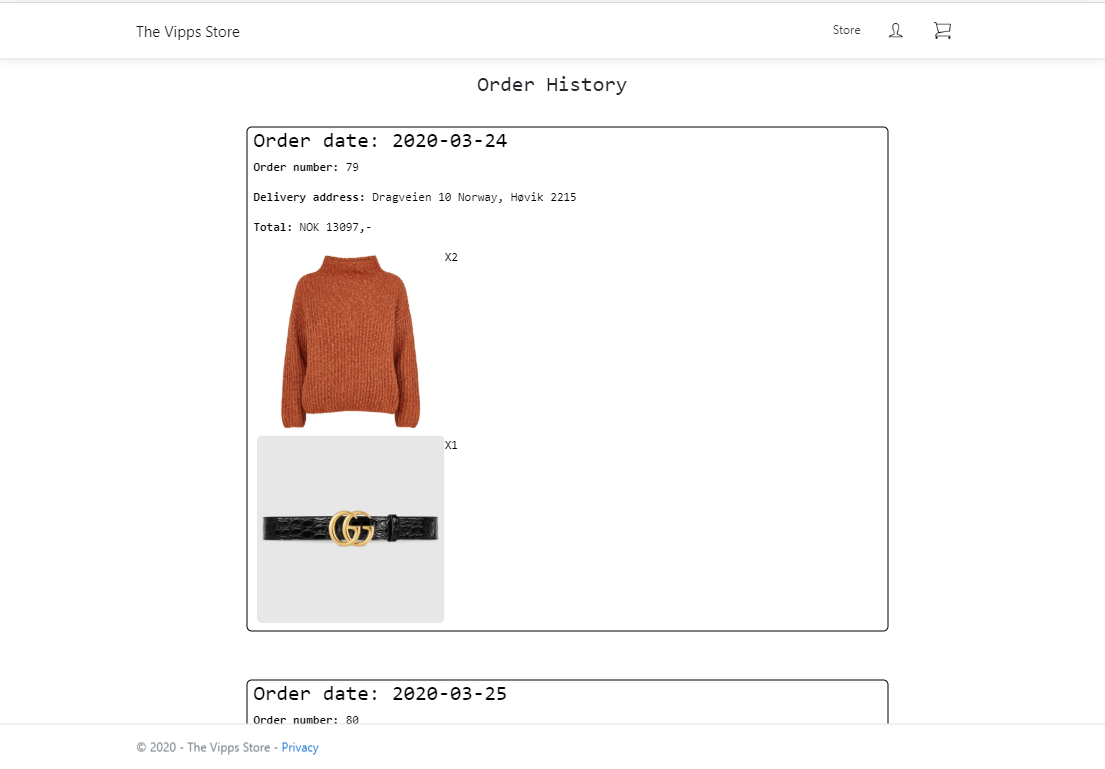 The Vipps Store
Store
Order History
Order date: 2020-03-24
Order number: 79
Delivery address: Dragveien 10 Norway, Høvik 2215
Total: NOK 13097,-
X2
X1
Order date: 2020-03-25
Order number: 80
© 2020 - The Vipps Store - Privacy